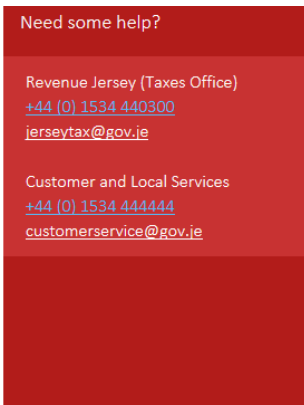 Need some help?
Revenue Jersey (Taxes Office)
+44 (0) 1534 440300
jerseytax@gov.je
Customer and Local Services
+44 (0) 1534 444444
customerservice@gov.je